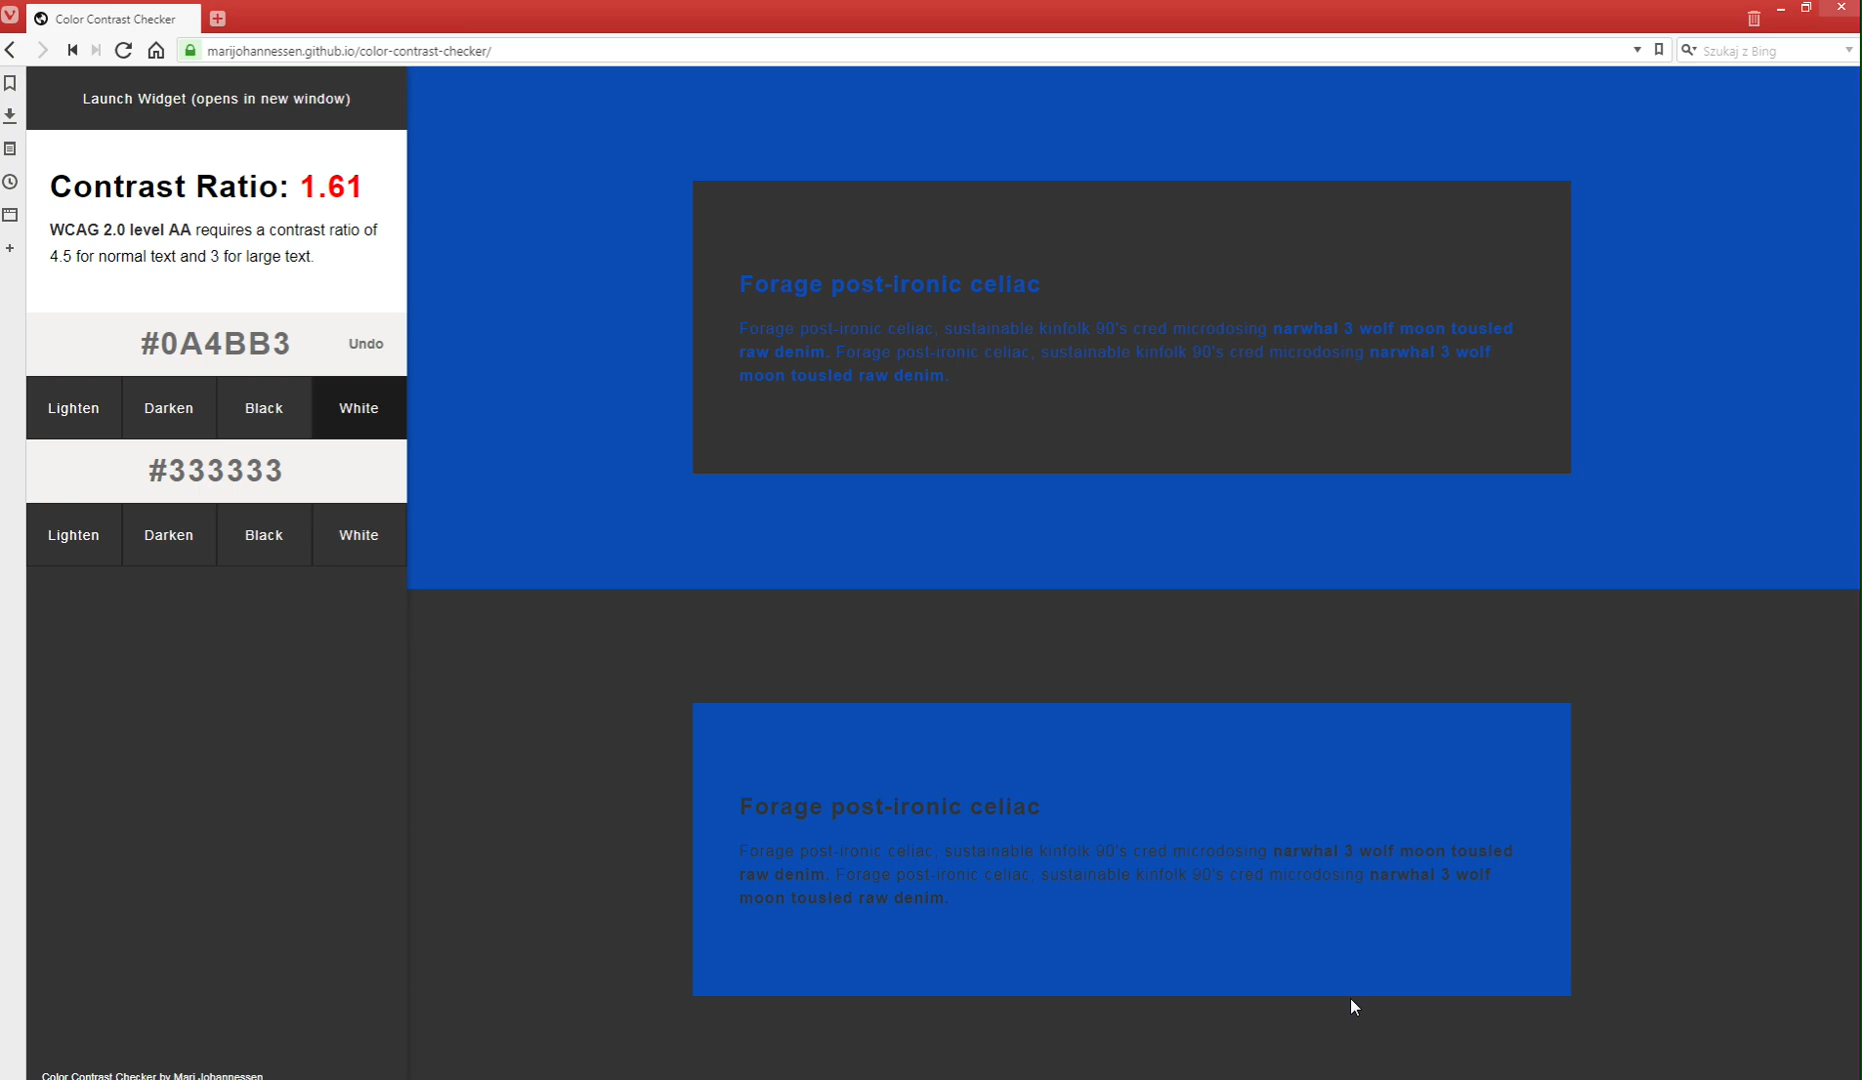 Color Contrast Checker
marijohannessen.github.io/color-contrast-checker/
Szukaj z Bing
Launch Widget (opens in new window)
Contrast Ratio: 1.61
WCAG 2.0 level AA requires a contrast ratio of
4.5 for normal text and 3 for large text.
#0A4BB3 Undo
Lighten Darken Black White
#333333
Lighten Darken Black White
Color Contrast Checker by Mari Johannessen
Forage post-ironic celiac
Forage post-ironic celiac, sustainable kinfolk 90's cred microdosing narwhal 3 wolf moon tousled
raw denim. Forage post-ironic celiac, sustainable kinfolk 90's cred microdosing narwhal 3 wolf
moon tousled raw denim.
Forage post-ironic celiac
Forage post-ironic celiac, sustainable kinfolk 90's cred microdosing narwhal 3 wolf moon tousled
raw denim. Forage post-ironic celiac, sustainable kinfolk 90's cred microdosing narwhal 3 wolf
moon tousled raw denim.